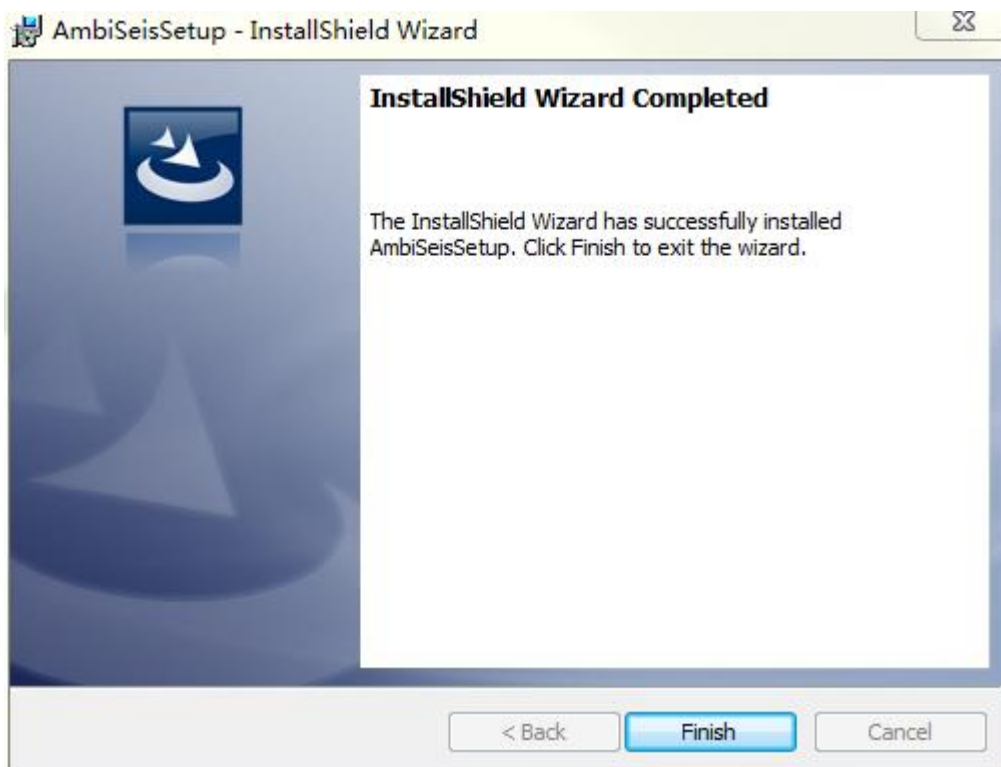 AmbiSeisSetup - InstallShield Wizard
InstallShield Wizard Completed
The InstallShield Wizard has successfully installed
AmbiSeisSetup. Click Finish to exit the wizard.
< Back
Finish
Cancel